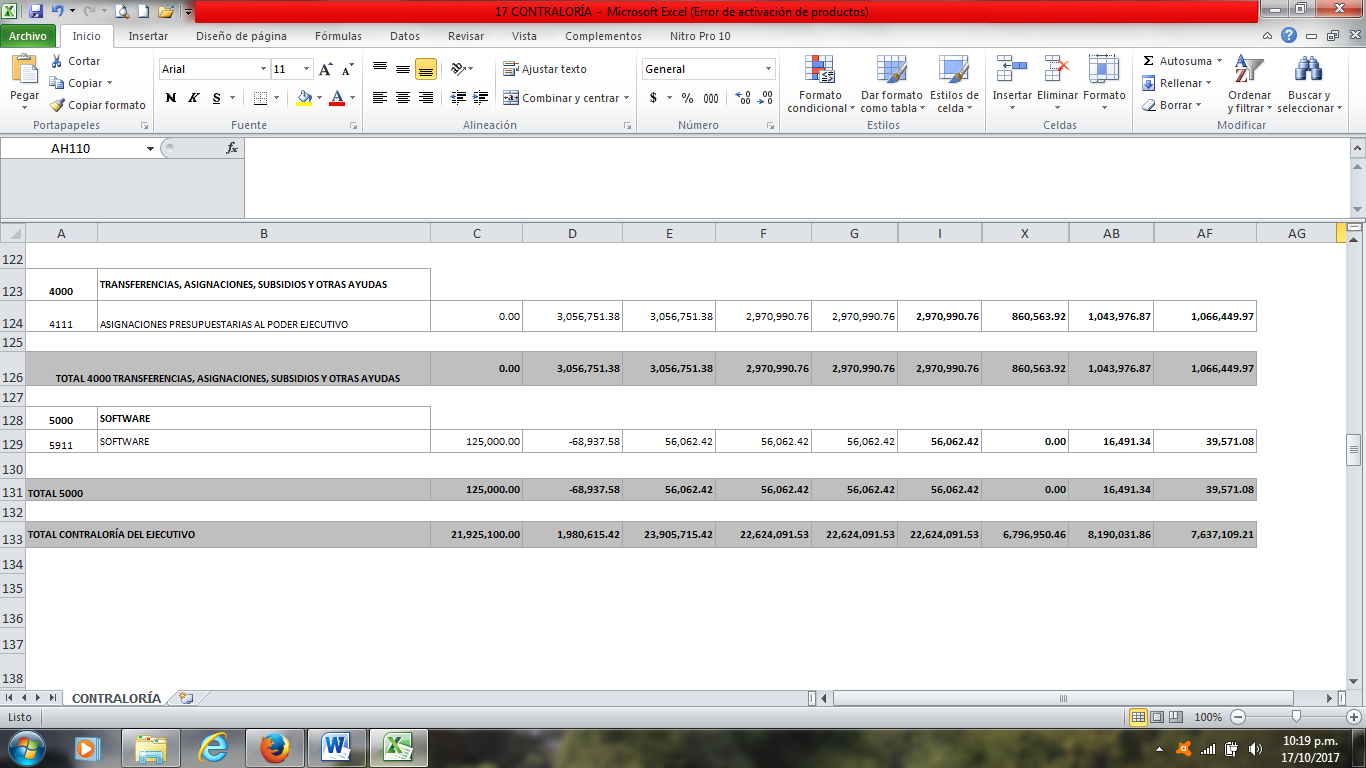 17 CONTRALORÍA - Microsoft Excel (Error de activación de productos)
Archivo Inicio Insertar Diseño de página Fórmulas Datos Revisar Vista Complementos Nitro Pro 10
Pegar
Cortar
Copiar
Copiar formato
Portapapeles
Arial 11
N K S
Fuente
Ajustar texto
Combinar y centrar
Alineación
General
$ % 000
Número
Formato condicional
Dar formato como tabla
Estilos de celda
Estilos
Insertar Eliminar Formato
Celdas
Σ Autosuma
Rellenar
Borrar
Ordenar y filtrar
Buscar y seleccionar
Modificar
AH110 fx
A B C D E F G I X AB AF AG
122
123 4000 TRANSFERENCIAS, ASIGNACIONES, SUBSIDIOS Y OTRAS AYUDAS
124 4111 ASIGNACIONES PRESUPUESTARIAS AL PODER EJECUTIVO 0.00 3,056,751.38 3,056,751.38 2,970,990.76 2,970,990.76 2,970,990.76 860,563.92 1,043,976.87 1,066,449.97
125
126 TOTAL 4000 TRANSFERENCIAS, ASIGNACIONES, SUBSIDIOS Y OTRAS AYUDAS 0.00 3,056,751.38 3,056,751.38 2,970,990.76 2,970,990.76 2,970,990.76 860,563.92 1,043,976.87 1,066,449.97
127
128 5000 SOFTWARE
129 5911 SOFTWARE 125,000.00 -68,937.58 56,062.42 56,062.42 56,062.42 56,062.42 0.00 16,491.34 39,571.08
130
131 TOTAL 5000 125,000.00 -68,937.58 56,062.42 56,062.42 56,062.42 56,062.42 0.00 16,491.34 39,571.08
132
133 TOTAL CONTRALORÍA DEL EJECUTIVO 21,925,100.00 1,980,615.42 23,905,715.42 22,624,091.53 22,624,091.53 22,624,091.53 6,796,950.46 8,190,031.86 7,637,109.21
134
135
136
137
138
CONTRALORÍA
Listo 100%
10:19 p.m.
17/10/2017